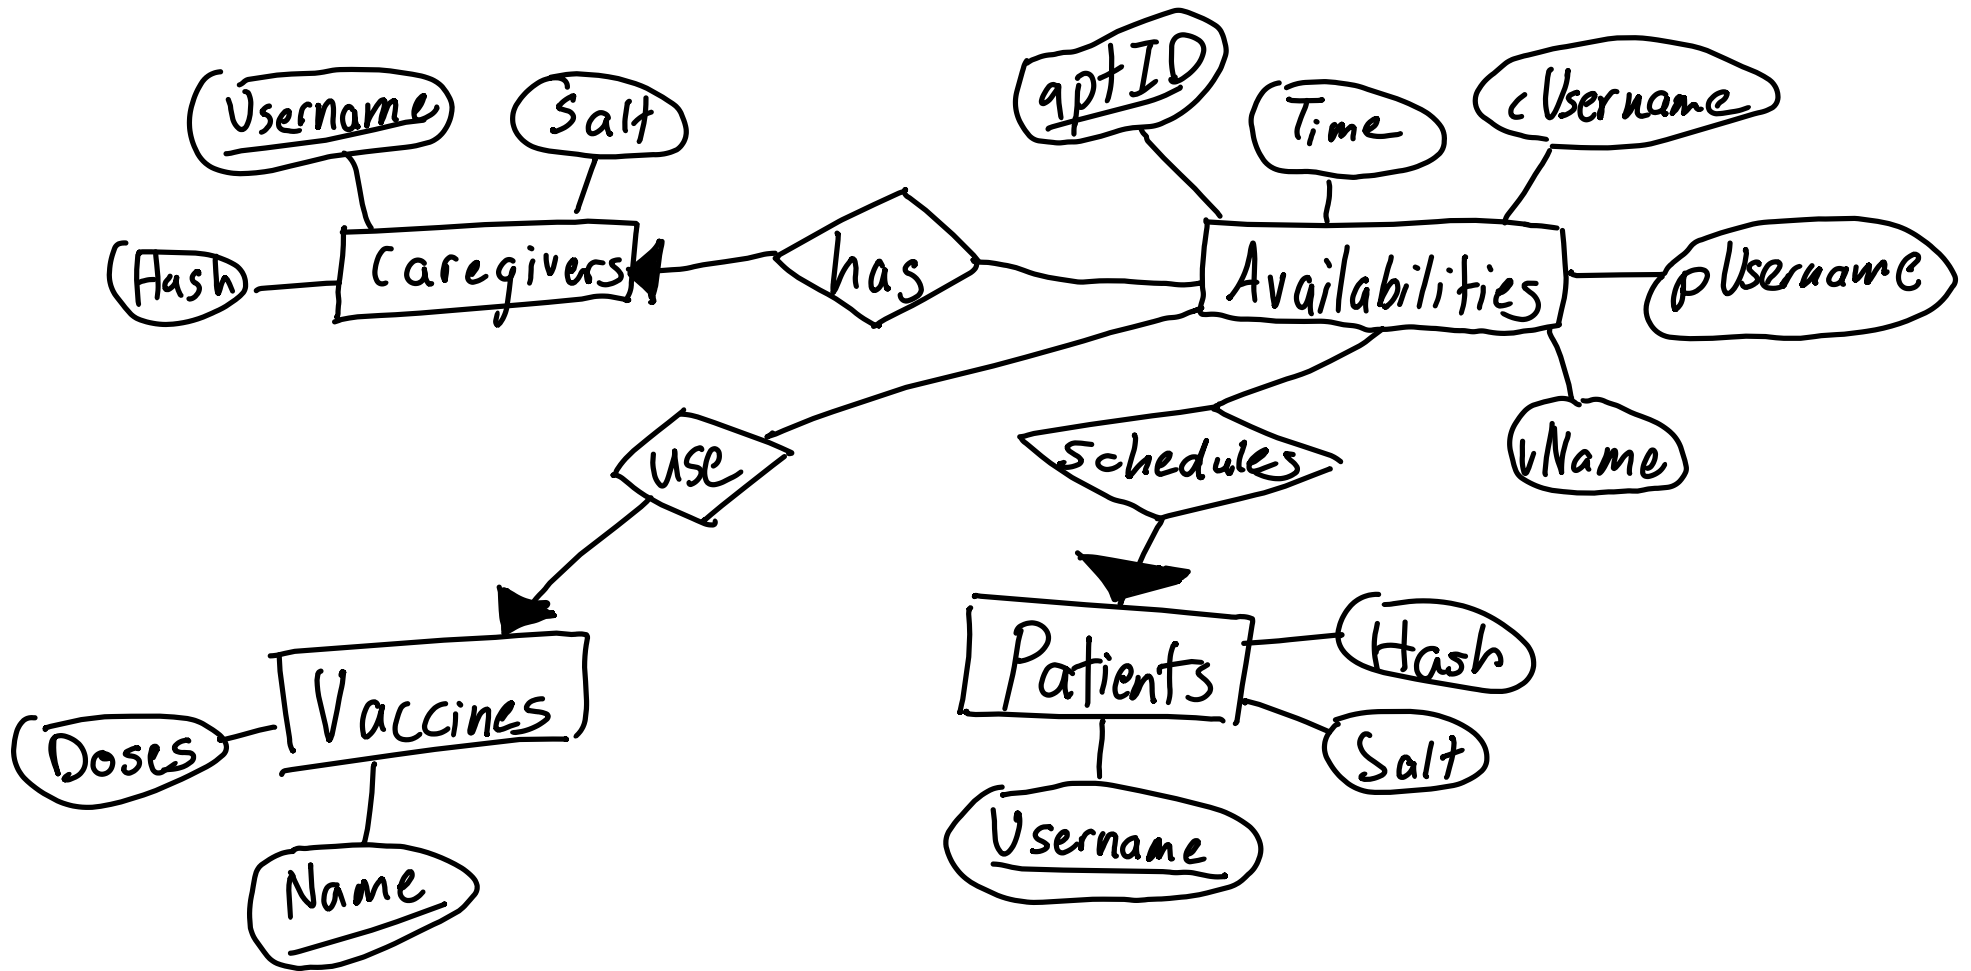 aptID
Username
Salt
Time
cUsername
Hash
Caregivers
has
Availabilities
pUsername
use
schedules
vName
Vaccines
Patients
Hash
Doses
Salt
Username
Name